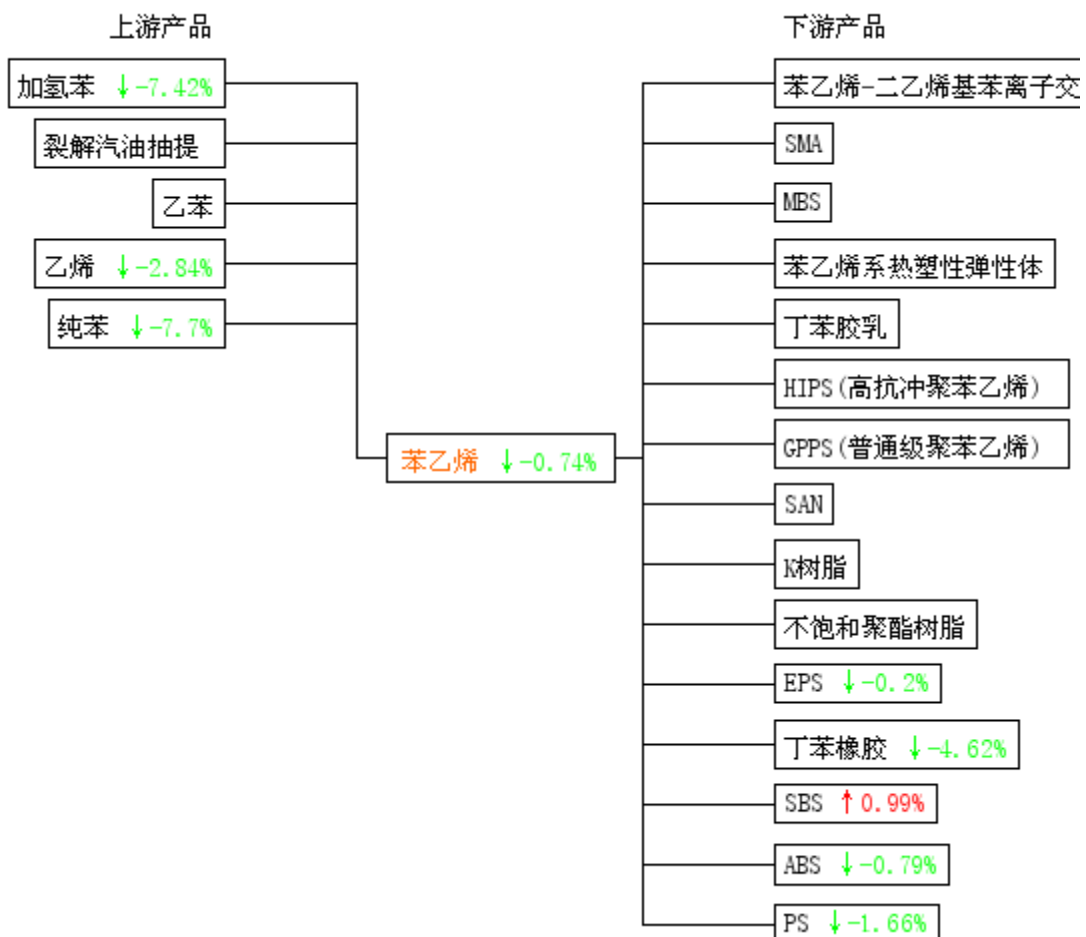 上游产品
加氢苯 ↓-7.42%
裂解汽油抽提
乙苯
乙烯 ↓-2.84%
纯苯 ↓-7.7%
苯乙烯 ↓-0.74%
下游产品
苯乙烯-二乙烯基苯离子交
SMA
MBS
苯乙烯系热塑性弹性体
丁苯胶乳
HIPS(高抗冲聚苯乙烯)
GPPS(普通级聚苯乙烯)
SAN
K树脂
不饱和聚酯树脂
EPS ↓-0.2%
丁苯橡胶 ↓-4.62%
SBS ↑0.99%
ABS ↓-0.79%
PS ↓-1.66%